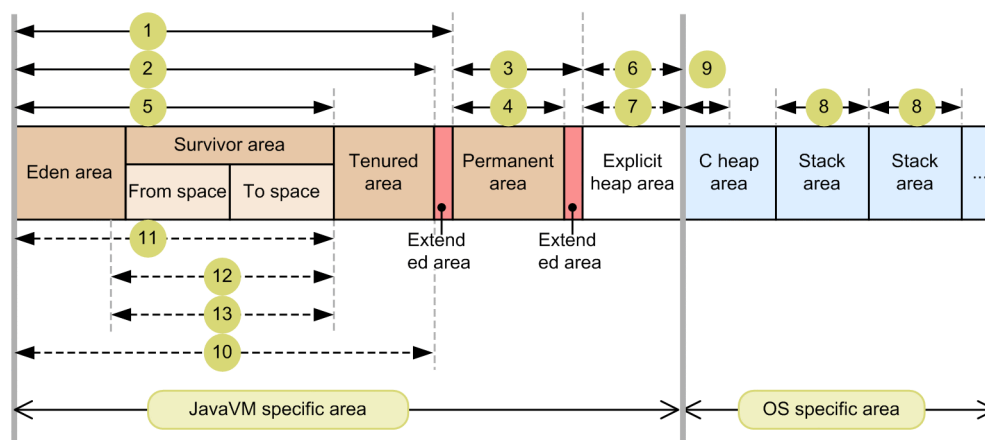 1
2
3
6
9
5
4
7
8
8
Eden area
Survivor area
From space
To space
Tenured
area
Permanent
area
Explicit
heap area
C heap
area
Stack
area
Stack
area
...
Extend
ed area
Extend
ed area
11
12
13
10
JavaVM specific area
OS specific area